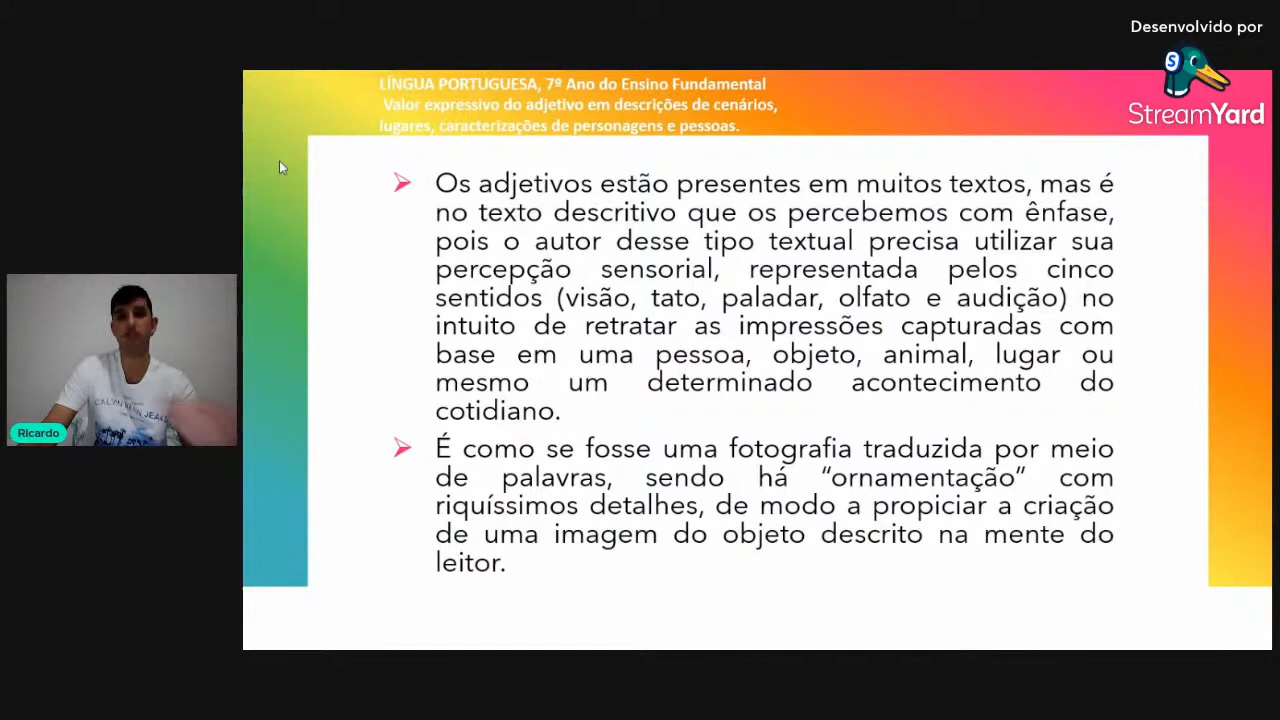 Desenvolvido por
StreamYard
LÍNGUA PORTUGUESA, 7º Ano do Ensino Fundamental
Valor expressivo do adjetivo em descrições de cenários,
lugares, caracterizações de personagens e pessoas.
Os adjetivos estão presentes em muitos textos, mas é
no texto descritivo que os percebemos com ênfase,
pois o autor desse tipo textual precisa utilizar sua
percepção sensorial, representada pelos cinco
sentidos (visão, tato, paladar, olfato e audição) no
intuito de retratar as impressões capturadas com
base em uma pessoa, objeto, animal, lugar ou
mesmo um determinado acontecimento do
cotidiano.
É como se fosse uma fotografia traduzida por meio
de palavras, sendo há “ornamentação” com
riquíssimos detalhes, de modo a propiciar a criação
de uma imagem do objeto descrito na mente do
leitor.
CALVIN KLEIN JEANS
Ricardo